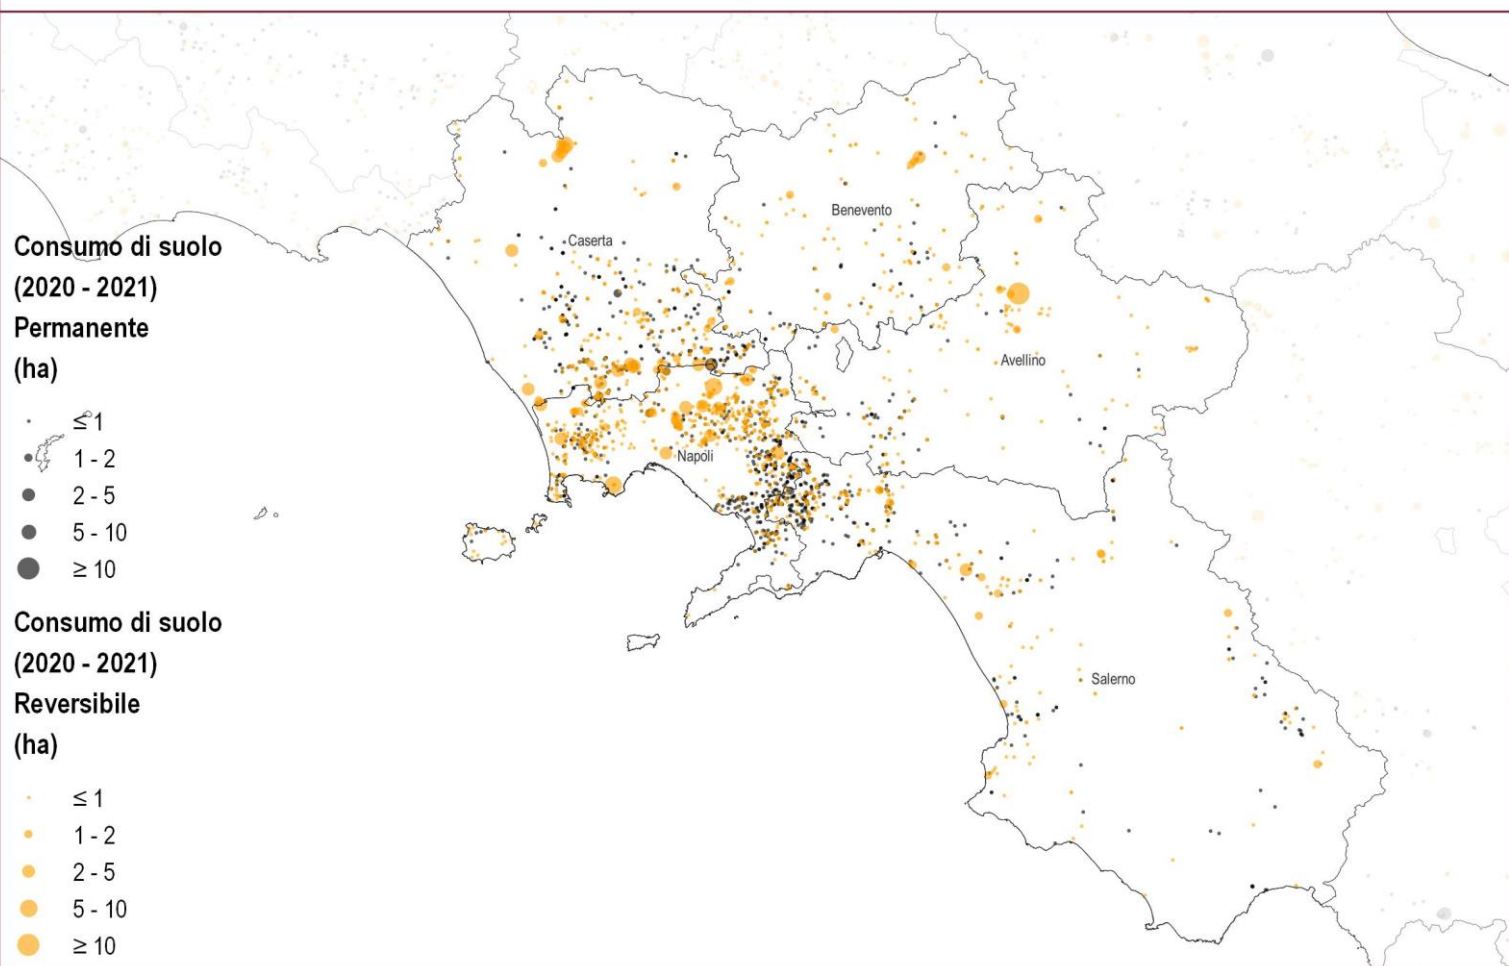 Benevento
Caserta
Consumo di suolo
(2020 - 2021)
Permanente
(ha)
Avellino
≤ 1
1 - 2
Napoli
2 - 5
5 - 10
≥ 10
Consumo di suolo
(2020 - 2021)
Reversibile
(ha)
Salerno
≤ 1
1 - 2
2 - 5
5 - 10
≥ 10